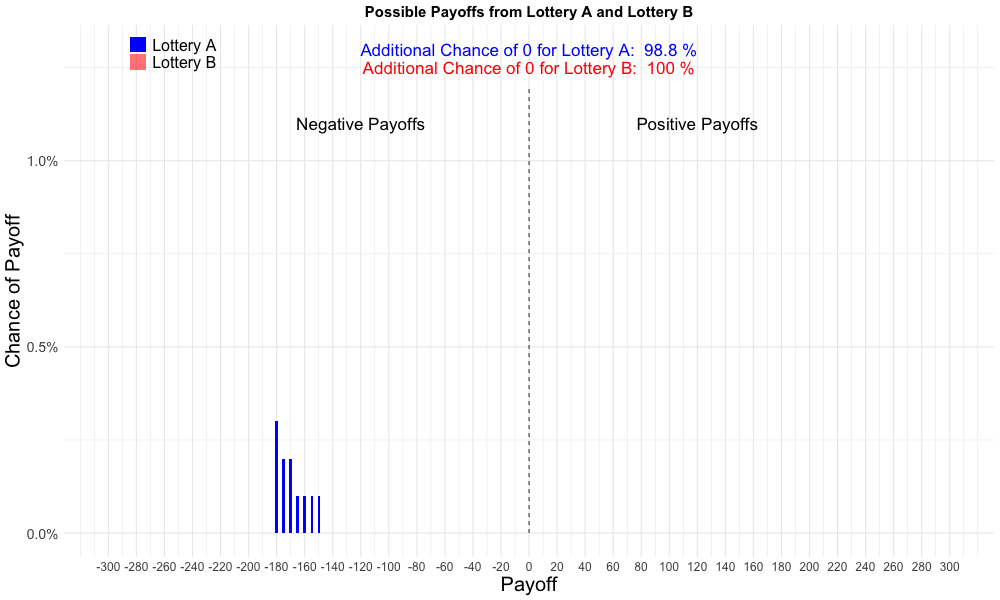 Possible Payoffs from Lottery A and Lottery B
Lottery A
Lottery B
Additional Chance of 0 for Lottery A: 98.8 %
Additional Chance of 0 for Lottery B: 100 %
Negative Payoffs
Positive Payoffs
Chance of Payoff
1.0%
0.5%
0.0%
-300 -280 -260 -240 -220 -200 -180 -160 -140 -120 -100 -80 -60 -40 -20 0 20 40 60 80 100 120 140 160 180 200 220 240 260 280 300
Payoff